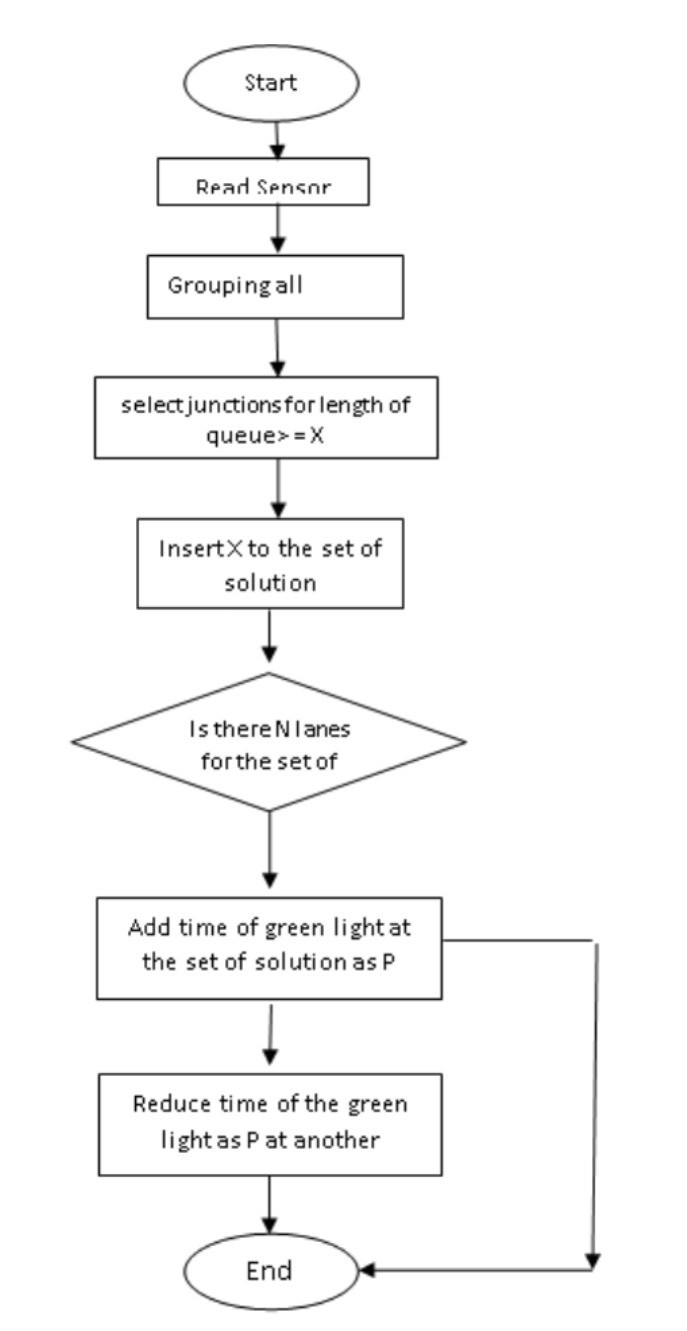 Start
Read Sensor
Grouping all
select junctions for length of
queue>= X
Insert X to the set of
solution
Is there N lanes
for the set of
Add time of green light at
the set of solution as P
Reduce time of the green
light as P at another
End